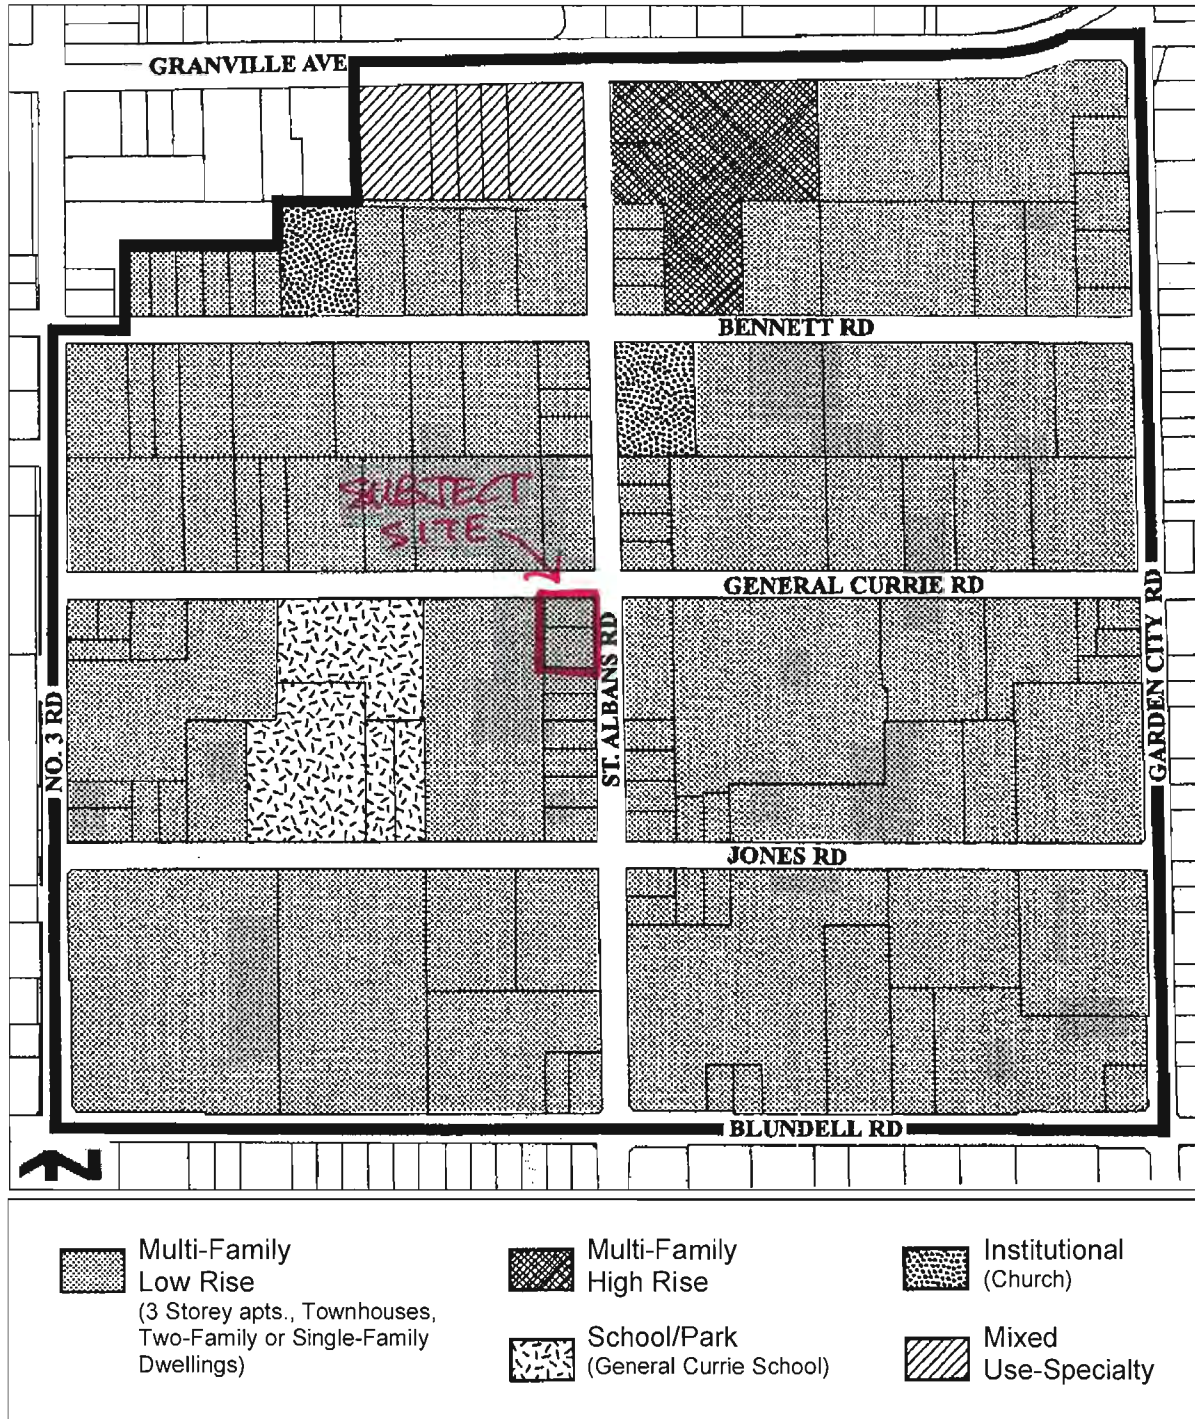 GRANVILLE AVE
BENNETT RD
SUBJECT
SITE
GENERAL CURRIE RD
NO. 3 RD
ST. ALBANS RD
GARDEN CITY RD
JONES RD
BLUNDELL RD
N
Multi-Family
Low Rise
(3 Storey apts., Townhouses,
Two-Family or Single-Family
Dwellings)
Multi-Family
High Rise
School/Park
(General Currie School)
Institutional
(Church)
Mixed
Use-Specialty